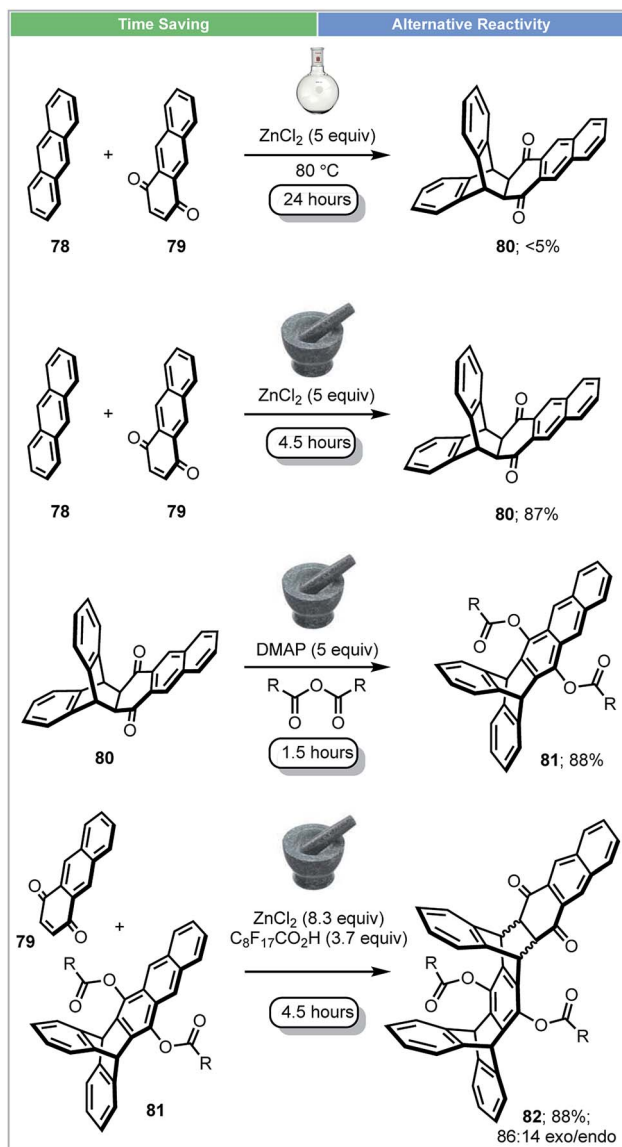 Time Saving
Alternative Reactivity
ZnCl2 (5 equiv)
80 °C
24 hours
+
O
O
O
O
78
79
80; <5%
ZnCl2 (5 equiv)
4.5 hours
+
O
O
O
O
78
79
80; 87%
DMAP (5 equiv)
R
O
R
O
O
1.5 hours
O
O
80
R
O
O
O
O
R
81; 88%
O
O
79
+
ZnCl2 (8.3 equiv)
C8F17CO2H (3.7 equiv)
4.5 hours
R
O
O
O
O
R
81
O
O
R
O
O
O
O
R
82; 88%;
86:14 exo/endo